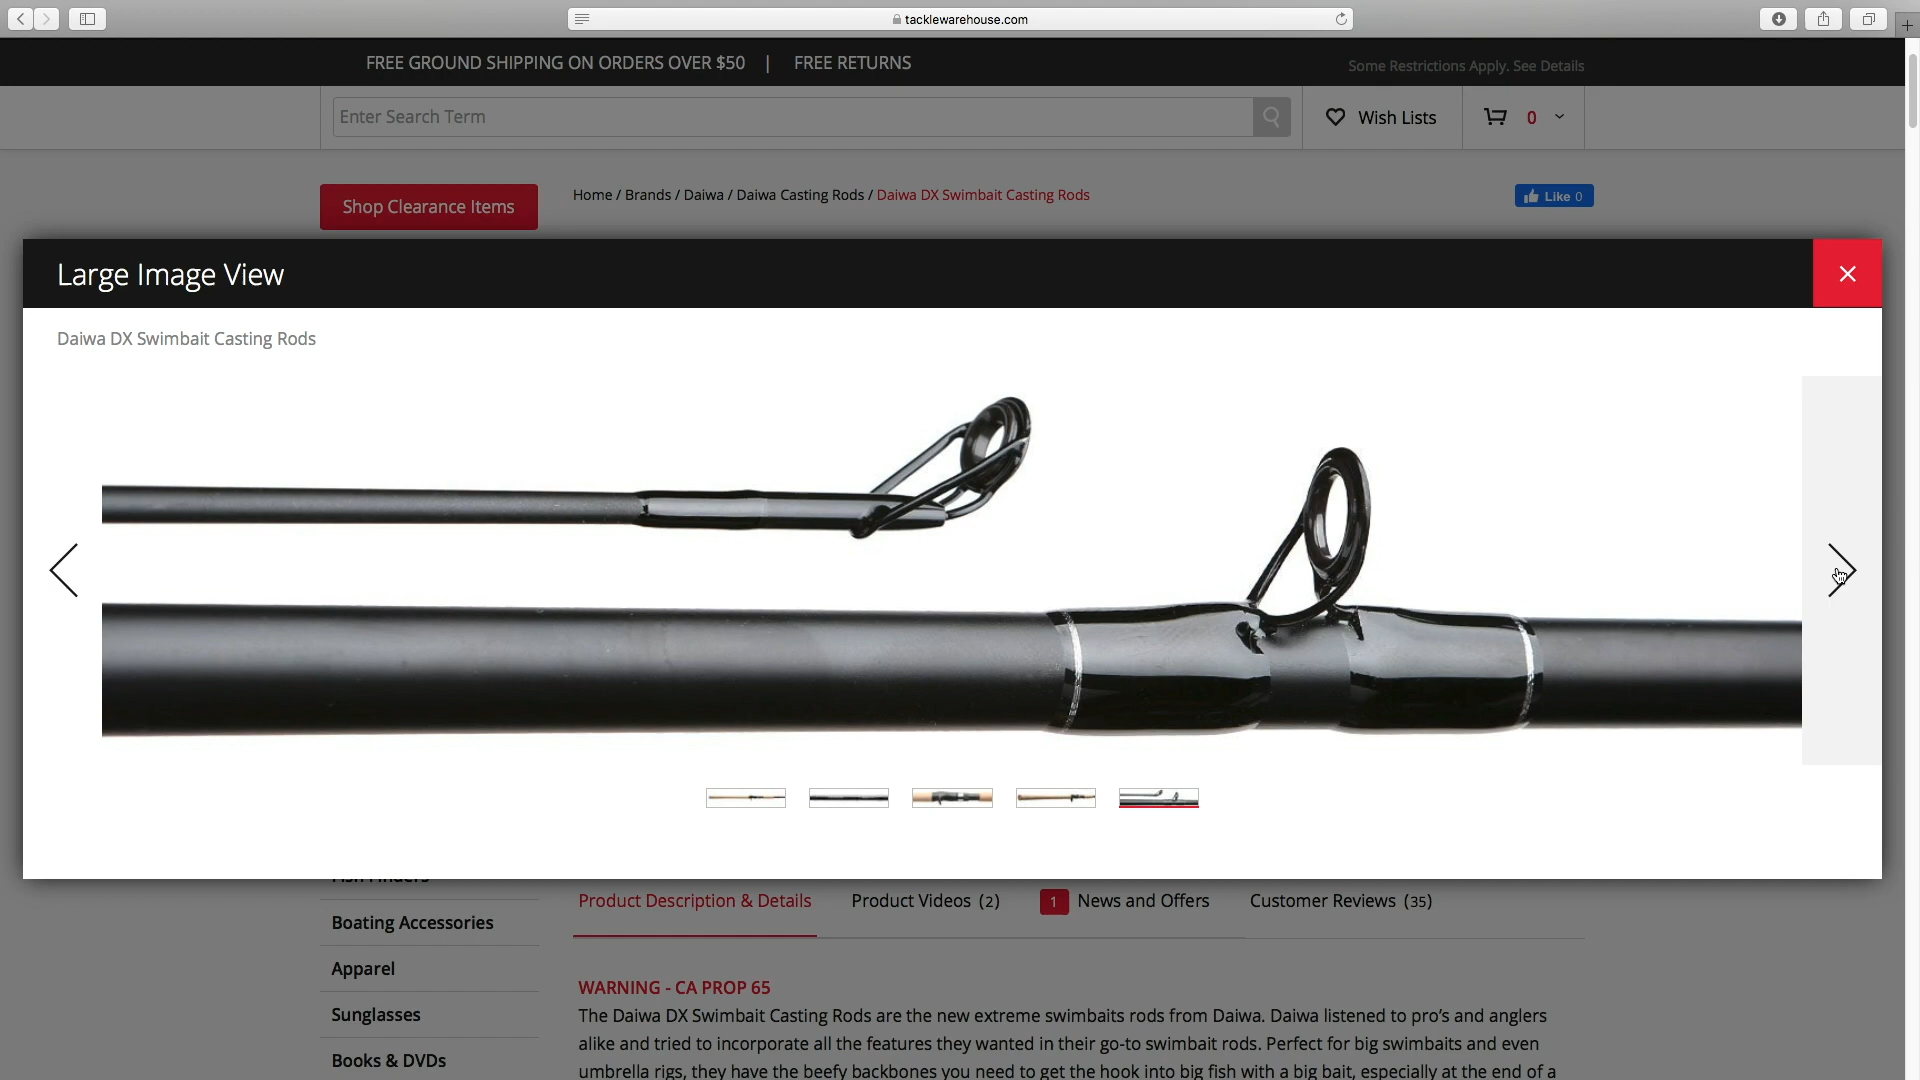 tacklewarehouse.com
FREE GROUND SHIPPING ON ORDERS OVER $50 | FREE RETURNS
Some Restrictions Apply. See Details
Enter Search Term
Wish Lists
0
Shop Clearance Items
Home / Brands / Daiwa / Daiwa Casting Rods / Daiwa DX Swimbait Casting Rods
Like 0
Large Image View
Daiwa DX Swimbait Casting Rods
Product Description & Details
Product Videos (2)
1 News and Offers
Customer Reviews (35)
Boating Accessories
Apparel
Sunglasses
Books & DVDs
WARNING - CA PROP 65
The Daiwa DX Swimbait Casting Rods are the new extreme swimbaits rods from Daiwa. Daiwa listened to pro's and anglers
alike and tried to incorporate all the features they wanted in their go-to swimbait rods. Perfect for big swimbaits and even
umbrella rigs, they have the beefy backbones you need to get the hook into big fish with a big bait, especially at the end of a